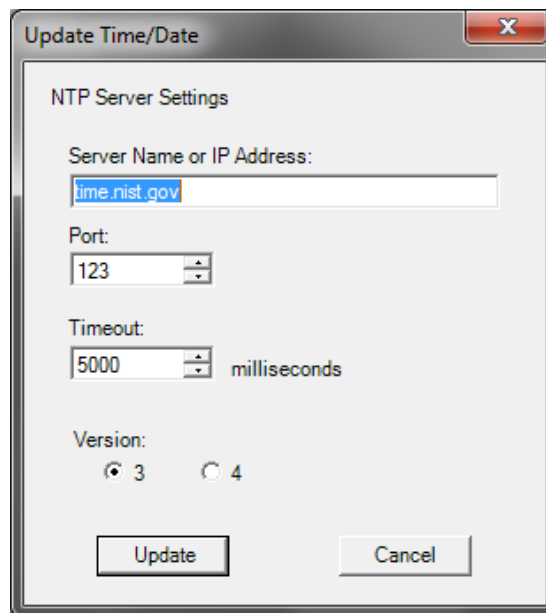 Update Time/Date
NTP Server Settings
Server Name or IP Address:
time.nist.gov
Port:
123
Timeout:
5000 milliseconds
Version:
3 4
Update Cancel